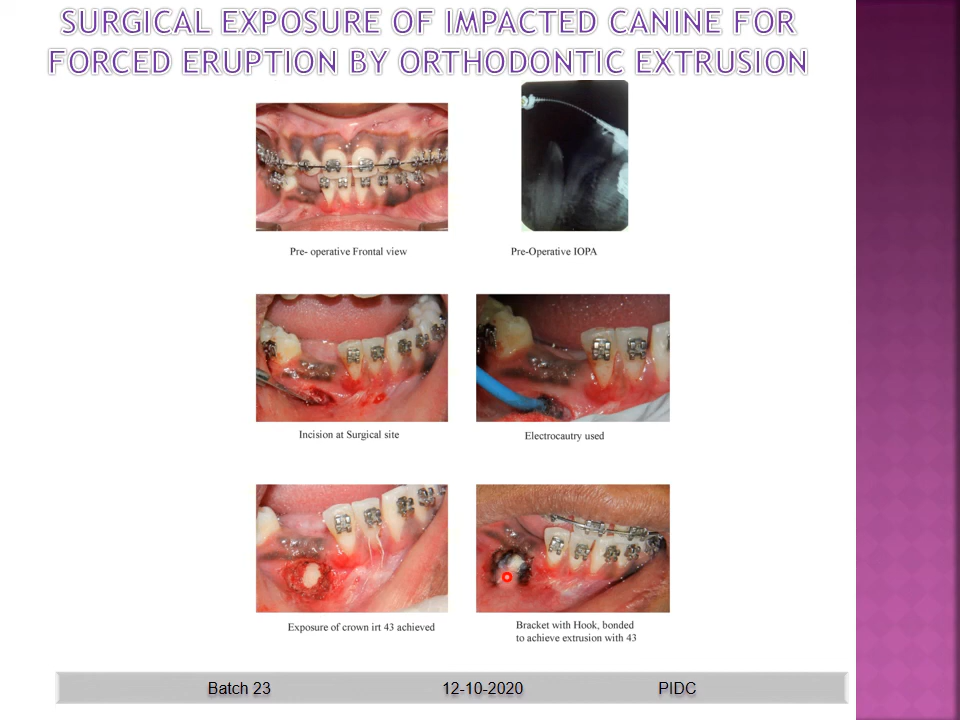 SURGICAL EXPOSURE OF IMPACTED CANINE FOR
FORCED ERUPTION BY ORTHODONTIC EXTRUSION
Pre- operative Frontal view
Pre-Operative IOPA
Incision at Surgical site
Electrocautry used
Exposure of crown irt 43 achieved
Bracket with Hook, bonded
to achieve extrusion with 43
Batch 23
12-10-2020
PIDC